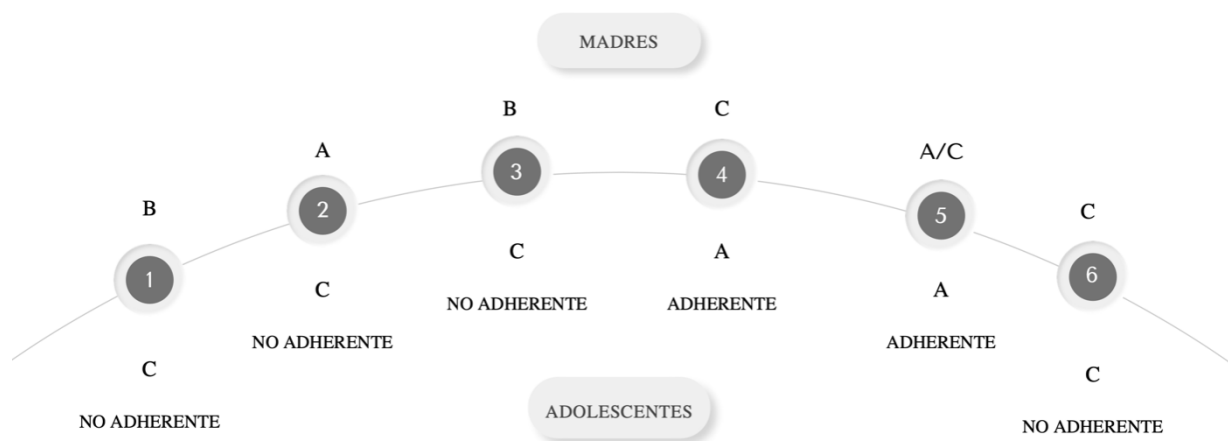 MADRES
B
1
C
NO ADHERENTE
A
2
C
NO ADHERENTE
B
3
C
NO ADHERENTE
C
4
A
ADHERENTE
A/C
5
A
ADHERENTE
C
6
C
NO ADHERENTE
ADOLESCENTES